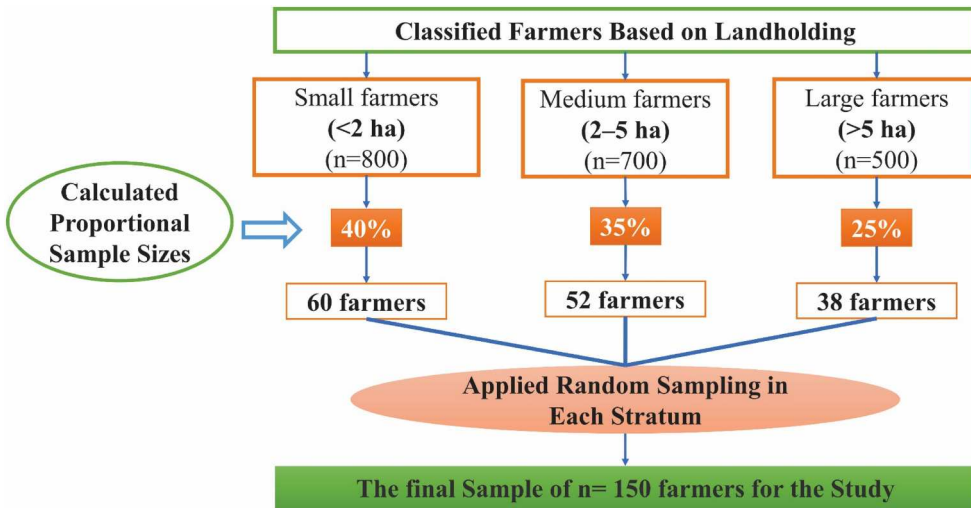 Classified Farmers Based on Landholding
Small farmers
(<2 ha)
(n=800)
Medium farmers
(2–5 ha)
(n=700)
Large farmers
(>5 ha)
(n=500)
Calculated
Proportional
Sample Sizes
40%
35%
25%
60 farmers
52 farmers
38 farmers
Applied Random Sampling in
Each Stratum
The final Sample of n= 150 farmers for the Study